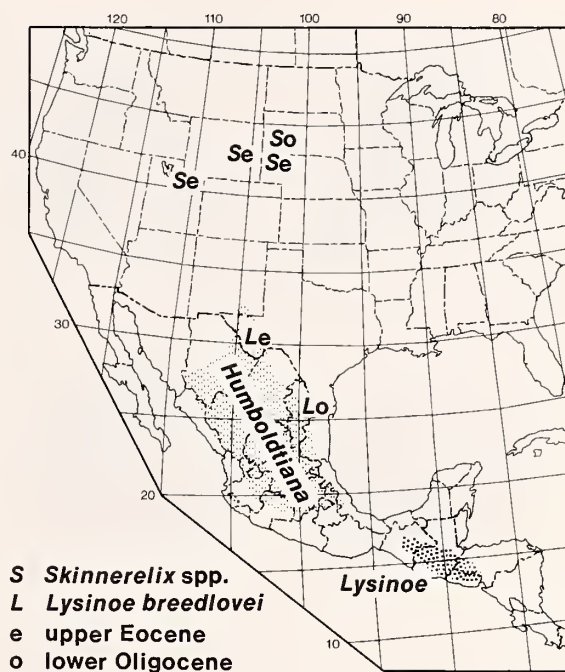 120 110 100 90 80
So
Se Se
40
Se
30
Le
Humboldtiana
Lo
20
Lysinoe
S Skinnerelix spp.
L Lysinoe breedlovei
e upper Eocene
o lower Oligocene
10